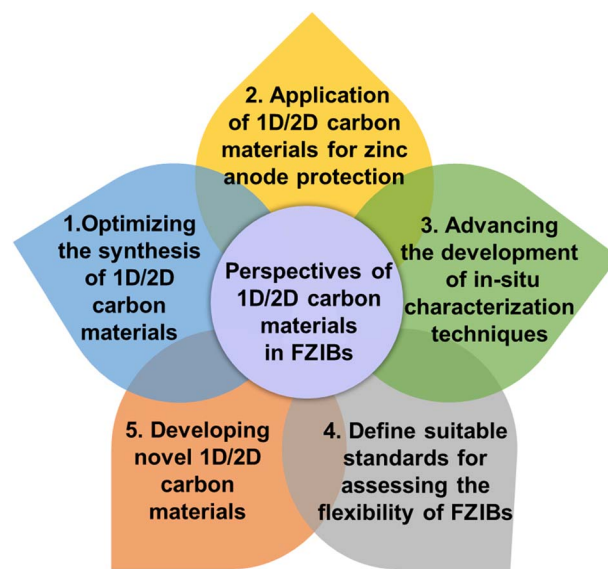 2. Application
of 1D/2D carbon
materials for zinc
anode protection
1.Optimizing
the synthesis
of 1D/2D
carbon
materials
3. Advancing
the development
of in-situ
characterization
techniques
Perspectives of
1D/2D carbon
materials
in FZIBs
5. Developing
novel 1D/2D
carbon
materials
4. Define suitable
standards for
assessing the
flexibility of FZIBs